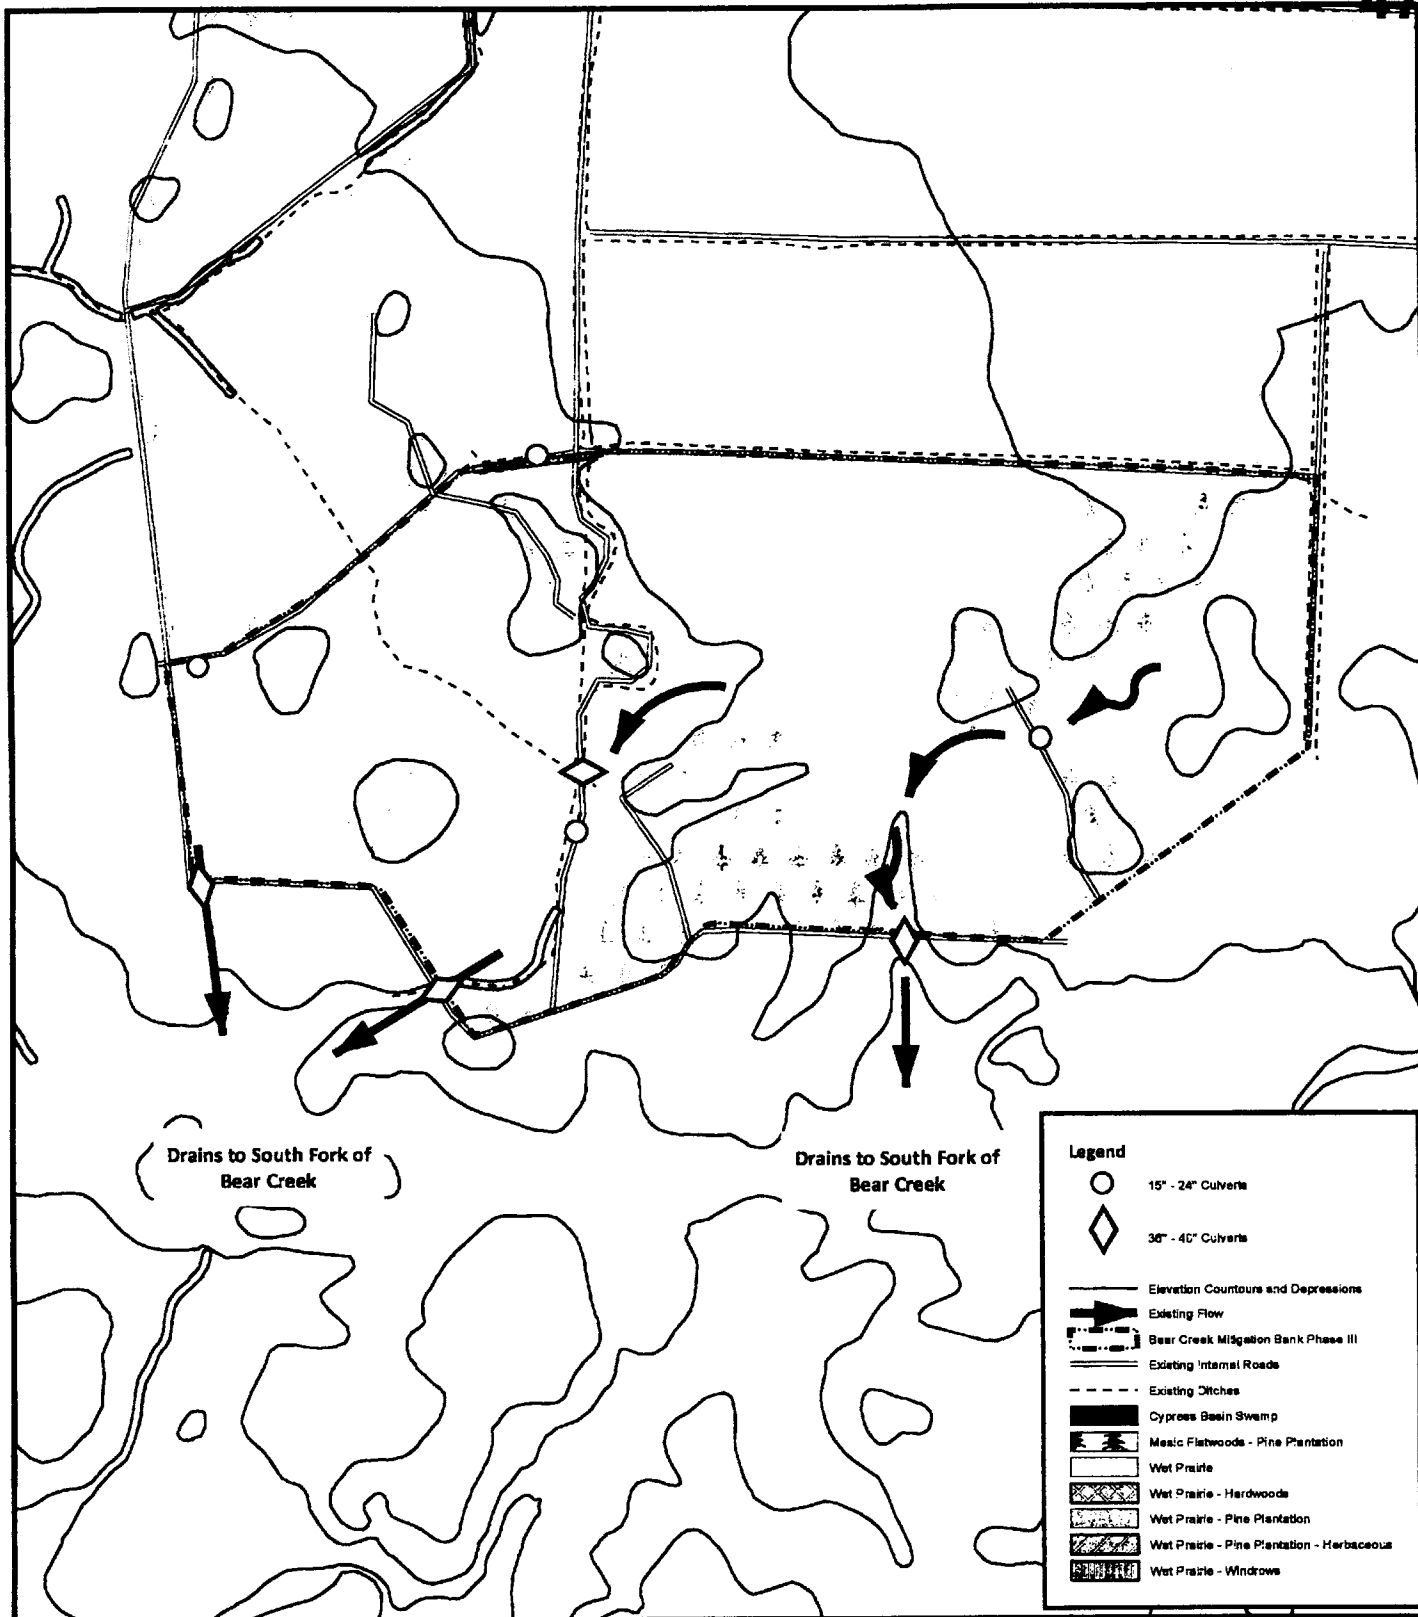 Drains to South Fork of
Bear Creek
Drains to South Fork of
Bear Creek
Legend
15" - 24" Culverts
36" - 40" Culverts
Elevation Countours and Depressions
Existing Flow
Bear Creek Mitigation Bank Phase III
Existing Internal Roads
Existing Ditches
Cypress Basin Swamp
Mesic Flatwoods - Pine Plantation
Wet Prairie
Wet Prairie - Hardwoods
Wet Prairie - Pine Plantation
Wet Prairie - Pine Plantation - Herbaceous
Wet Prairie - Windrows